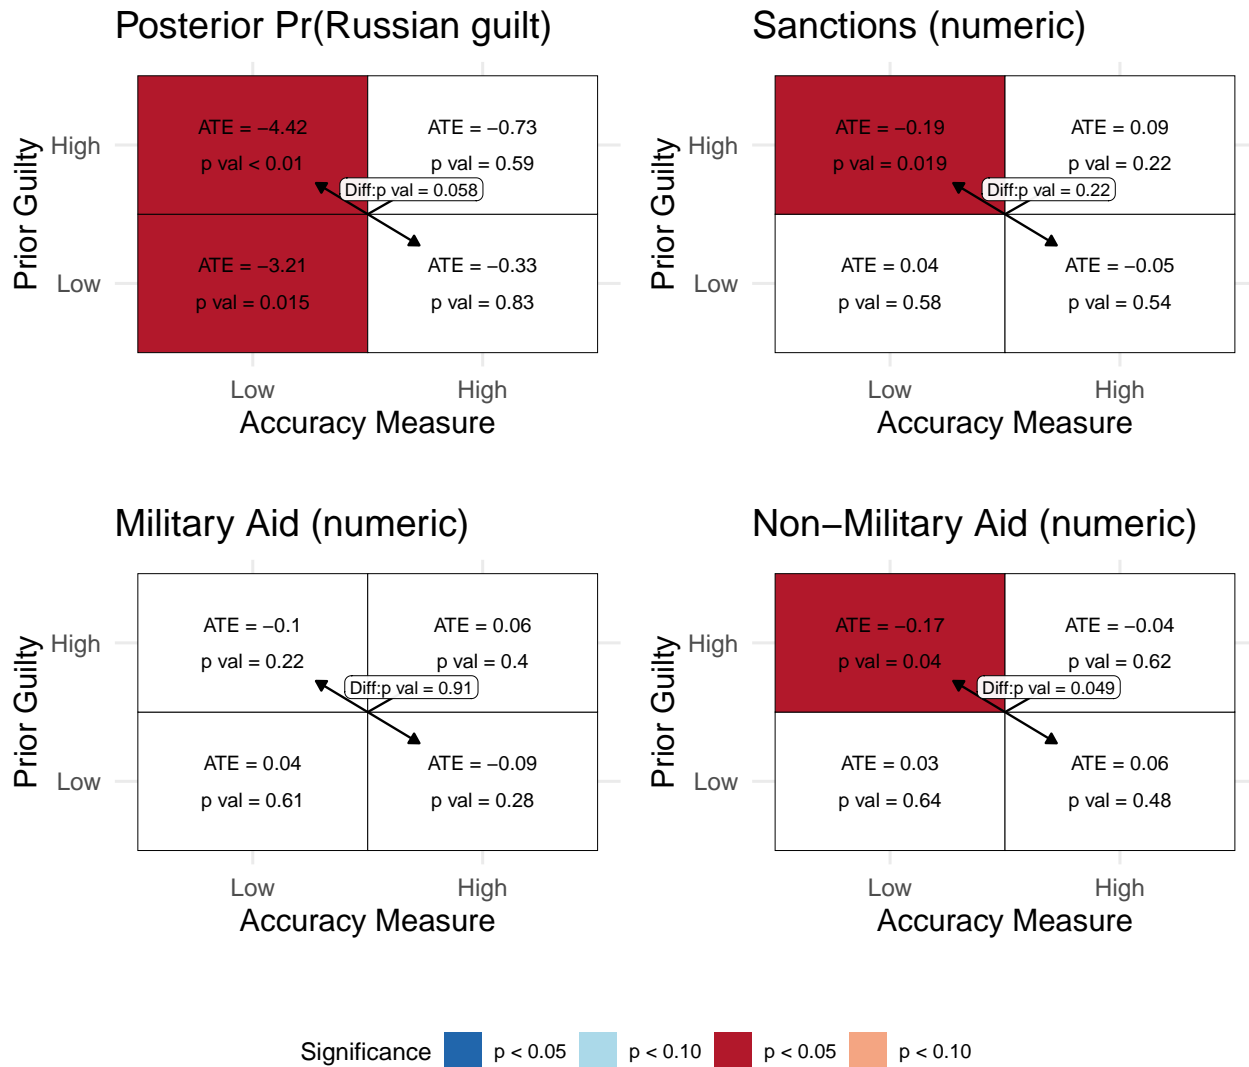 Posterior Pr(Russian guilt)
Prior Guilty
High
Low
ATE = −4.42
p val < 0.01
ATE = −0.73
p val = 0.59
Diff:p val = 0.058
ATE = −3.21
p val = 0.015
ATE = −0.33
p val = 0.83
Low
High
Accuracy Measure
Sanctions (numeric)
Prior Guilty
High
Low
ATE = −0.19
p val = 0.019
ATE = 0.09
p val = 0.22
Diff:p val = 0.22
ATE = 0.04
p val = 0.58
ATE = −0.05
p val = 0.54
Low
High
Accuracy Measure
Military Aid (numeric)
Prior Guilty
High
Low
ATE = −0.1
p val = 0.22
ATE = 0.06
p val = 0.4
Diff:p val = 0.91
ATE = 0.04
p val = 0.61
ATE = −0.09
p val = 0.28
Low
High
Accuracy Measure
Non−Military Aid (numeric)
Prior Guilty
High
Low
ATE = −0.17
p val = 0.04
ATE = −0.04
p val = 0.62
Diff:p val = 0.049
ATE = 0.03
p val = 0.64
ATE = 0.06
p val = 0.48
Low
High
Accuracy Measure
Significance p < 0.05 p < 0.10 p < 0.05 p < 0.10